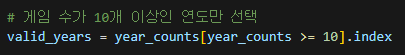 # 게임 수가 10개 이상인 연도만 선택
valid_years = year_counts[year_counts >= 10].index